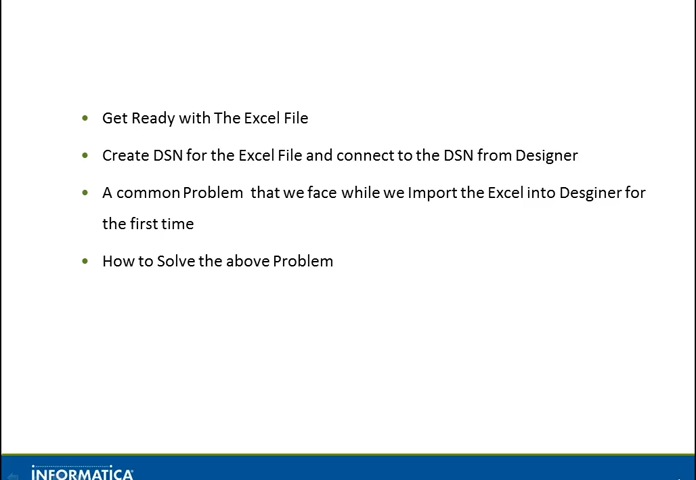 • Get Ready with The Excel File
• Create DSN for the Excel File and connect to the DSN from Designer
• A common Problem that we face while we Import the Excel into Desginer for
the first time
• How to Solve the above Problem
INFORMATICA